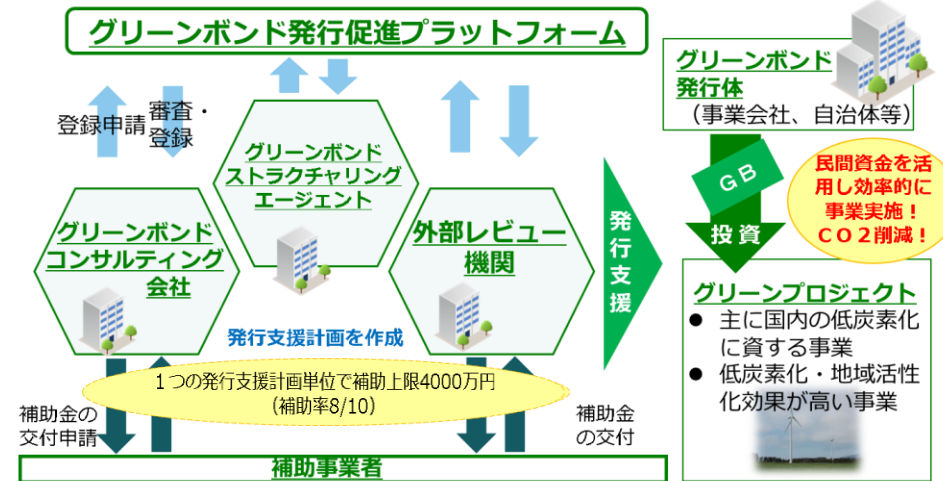 グリーンボンド発行促進プラットフォーム
グリーンボンド
発行体
（事業会社、自治体等）
登録申請
審査・
登録
グリーンボンド
ストラクチャリング
エージェント
グリーンボンド
コンサルティング
会社
外部レビュー
機関
発行支援
GB
投資
民間資金を活
用し効率的に
事業実施！
CO2削減！
発行支援計画を作成
１つの発行支援計画単位で補助上限4000万円
（補助率8/10）
補助金の
交付申請
補助金
の交付
補助事業者
グリーンプロジェクト
● 主に国内の低炭素化
に資する事業
● 低炭素化・地域活性
化効果が高い事業